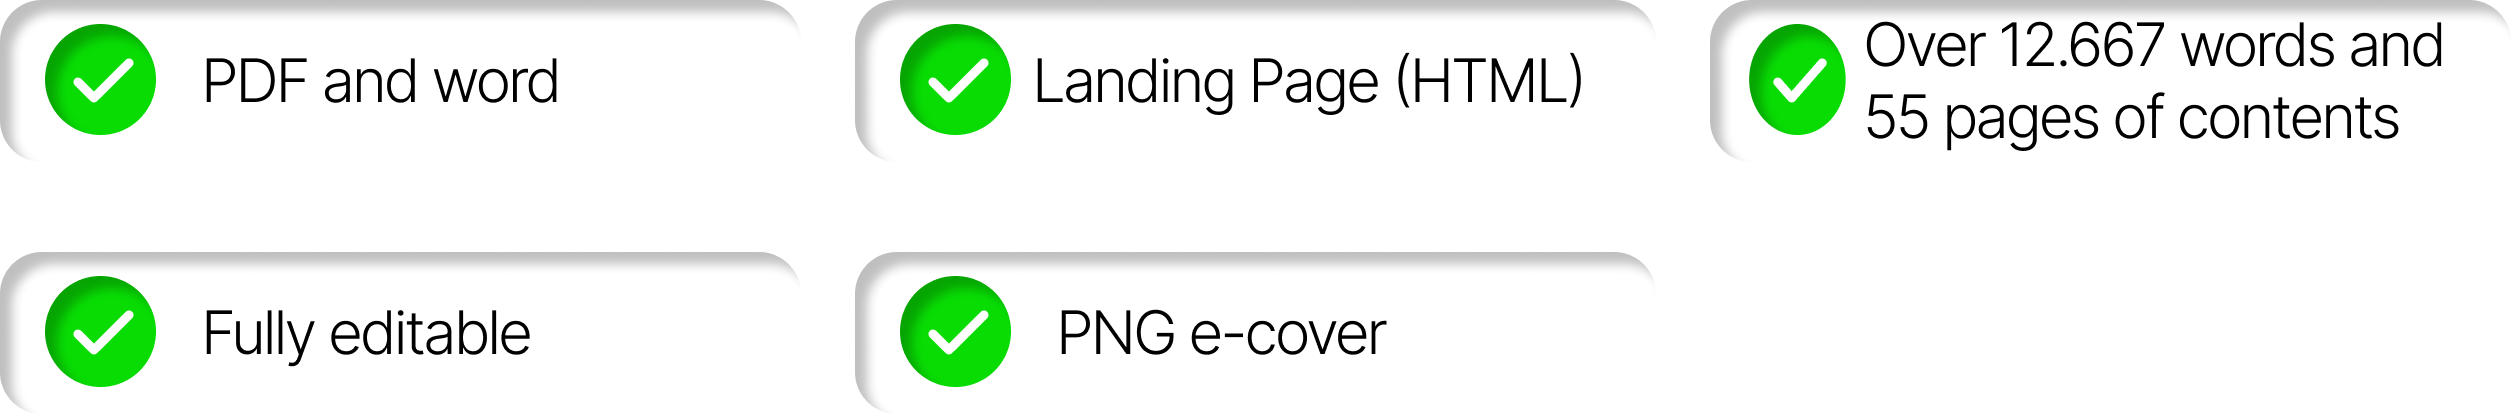 PDF and word
Landing Page (HTML)
Over 12.667 words and
55 pages of contents
Fully editable
PNG e-cover